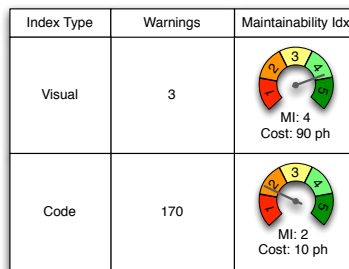 Index Type Warnings Maintainability Idx
1 2 3 4 5
Visual 3
MI: 4
Cost: 90 ph
1 2 3 4 5
Code 170
MI: 2
Cost: 10 ph